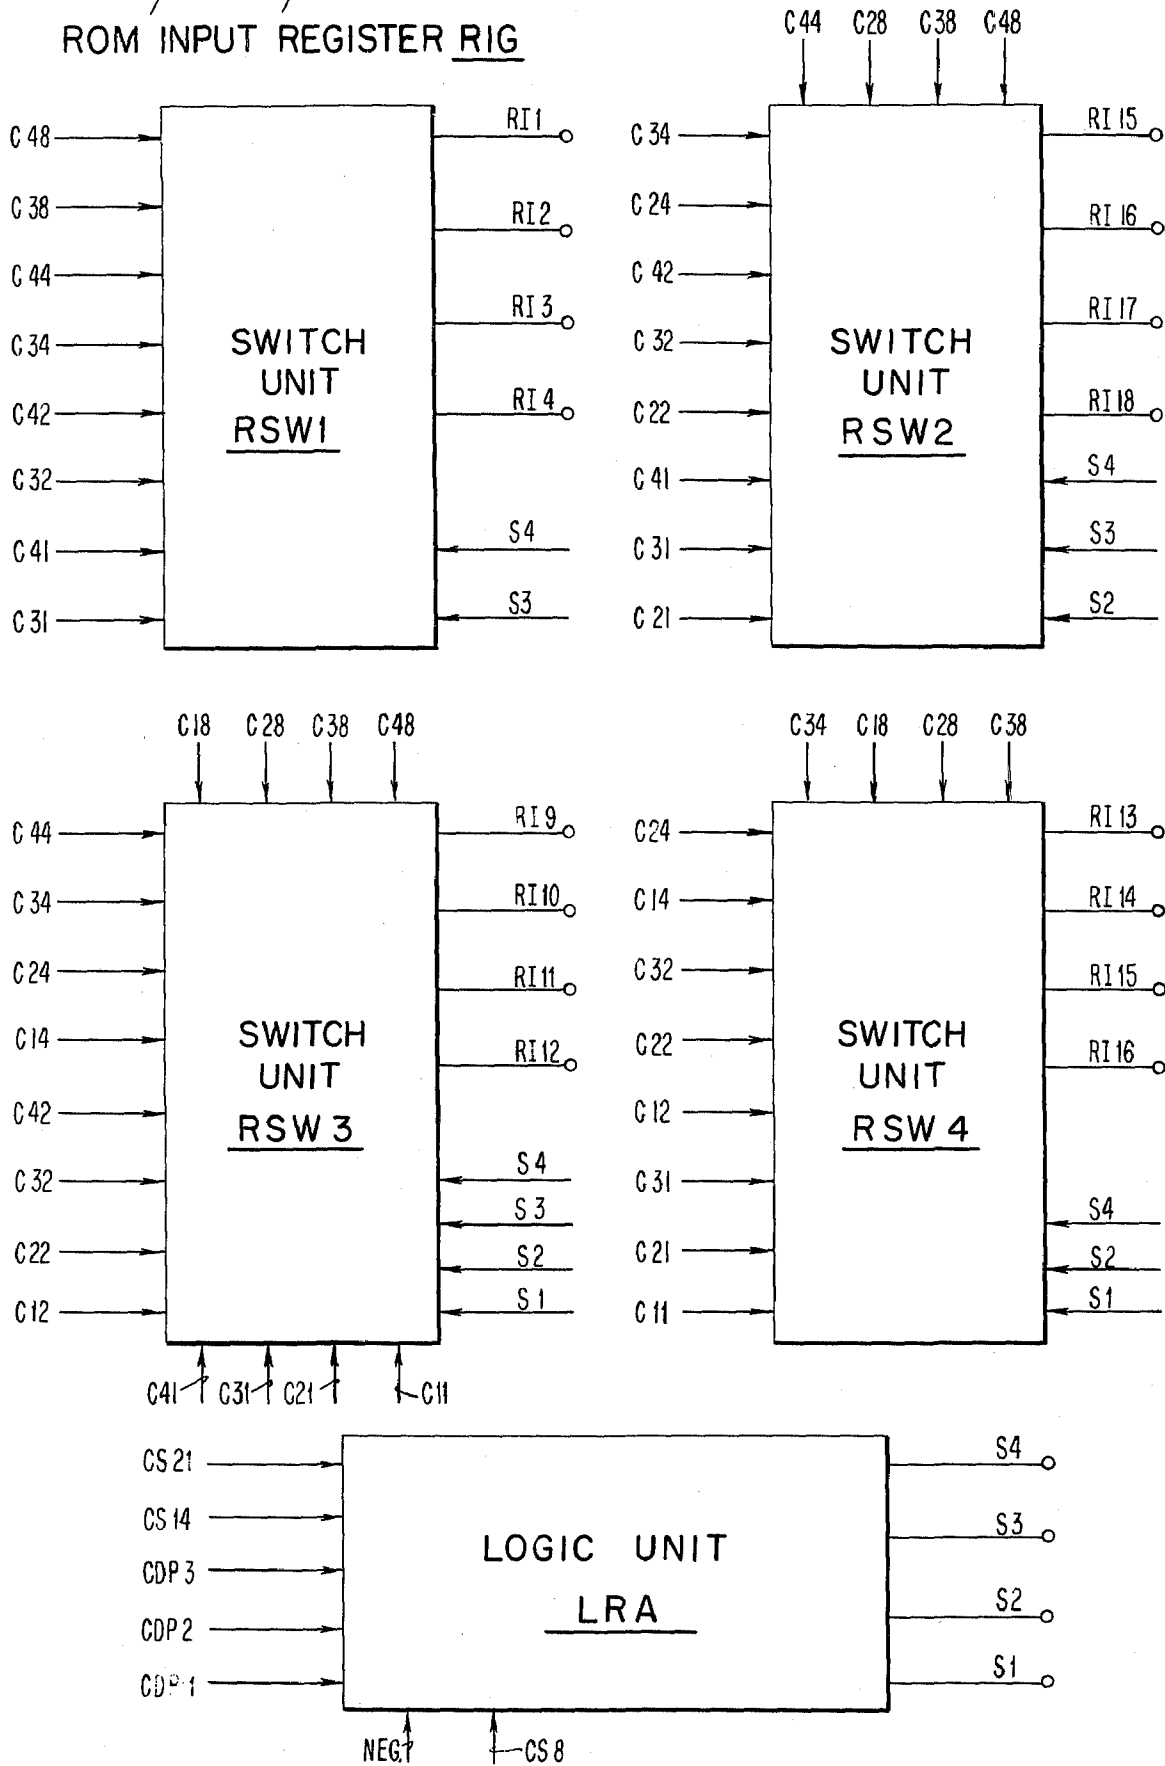 ROM INPUT REGISTER RIG
C48
C38
C44
C34
C42
C32
C41
C31
SWITCH
UNIT
RSW1
RI1
RI2
RI3
RI4
S4
S3
C44 C28 C38 C48
C34
C24
C42
C32
C22
C41
C31
C21
SWITCH
UNIT
RSW2
RI15
RI16
RI17
RI18
S4
S3
S2
C18 C28 C38 C48
C44
C34
C24
C14
C42
C32
C22
C12
SWITCH
UNIT
RSW3
RI9
RI10
RI11
RI12
S4
S3
S2
S1
C41 C31 C21 C11
C34 C18 C28 C38
C24
C14
C32
C22
C12
C31
C21
C11
SWITCH
UNIT
RSW4
RI13
RI14
RI15
RI16
S4
S2
S1
CS21
CS14
CDP3
CDP2
CDP1
LOGIC UNIT
LRA
S4
S3
S2
S1
NEG.
CS8